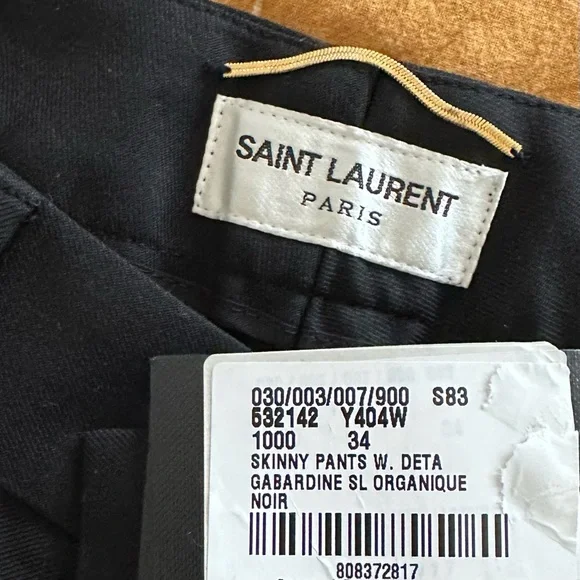 SAINT LAURENT
PARIS
030/003/007/900 S83
532142 Y404W
1000 34
SKINNY PANTS W. DETA
GABARDINE SL ORGANIQUE
NOIR
808372817